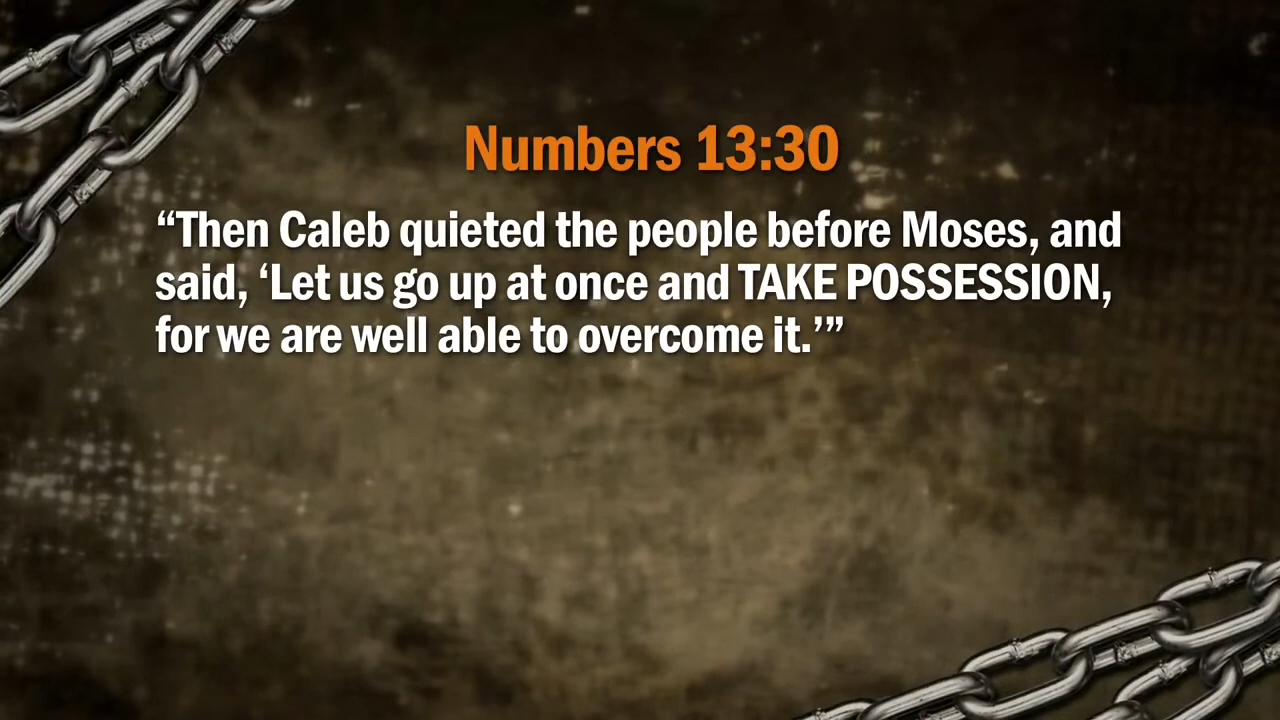 Numbers 13:30
“Then Caleb quieted the people before Moses, and
said, ‘Let us go up at once and TAKE POSSESSION,
for we are well able to overcome it.’”